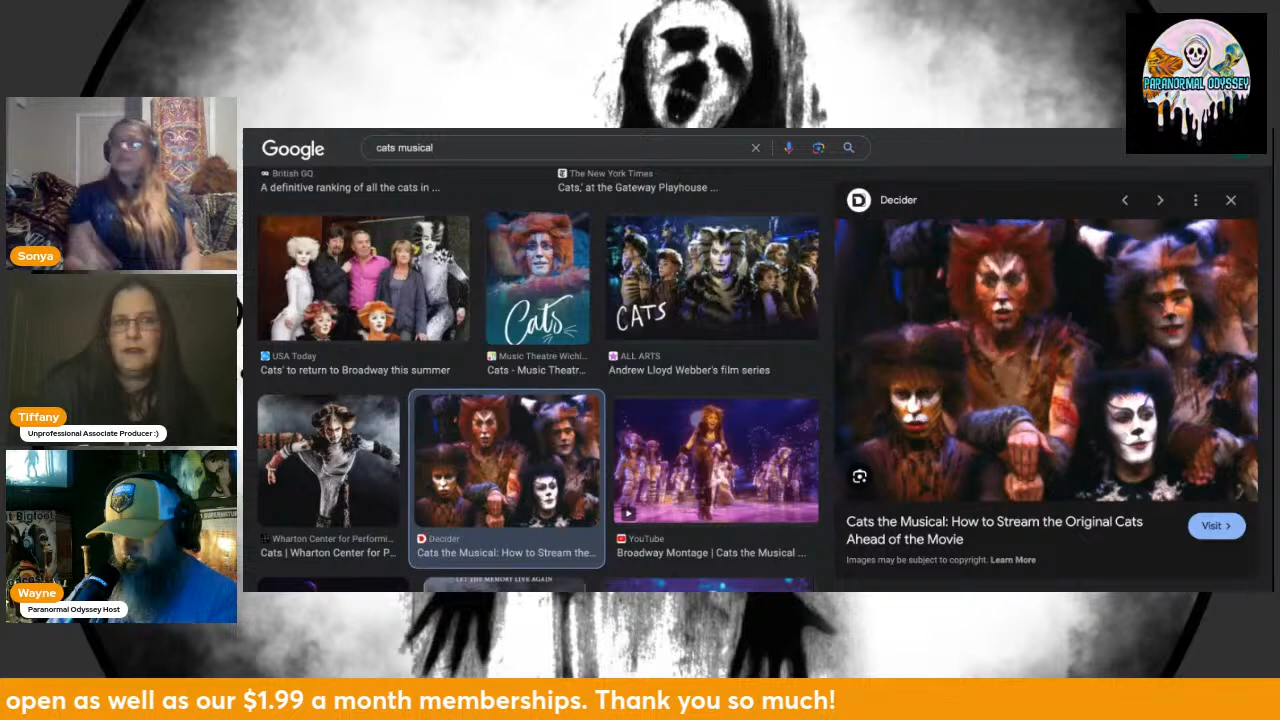 PARANORMAL ODYSSEY
Google
cats musical
British GQ
A definitive ranking of all the cats in ...
The New York Times
Cats,' at the Gateway Playhouse ...
Decider
Sonya
Cats
CATS
USA Today
Cats' to return to Broadway this summer
Music Theatre Wichi...
Cats - Music Theatr...
ALL ARTS
Andrew Lloyd Webber's film series
Tiffany
Unprofessional Associate Producer :)
Wharton Center for Performi...
Cats | Wharton Center for P...
Decider
Cats the Musical: How to Stream the...
YouTube
Broadway Montage | Cats the Musical ...
Cats the Musical: How to Stream the Original Cats
Ahead of the Movie
Visit
Images may be subject to copyright. Learn More
LET THE MEMORY LIVE AGAIN
Bigfoot
Wayne
Paranormal Odyssey Host
open as well as our $1.99 a month memberships. Thank you so much!